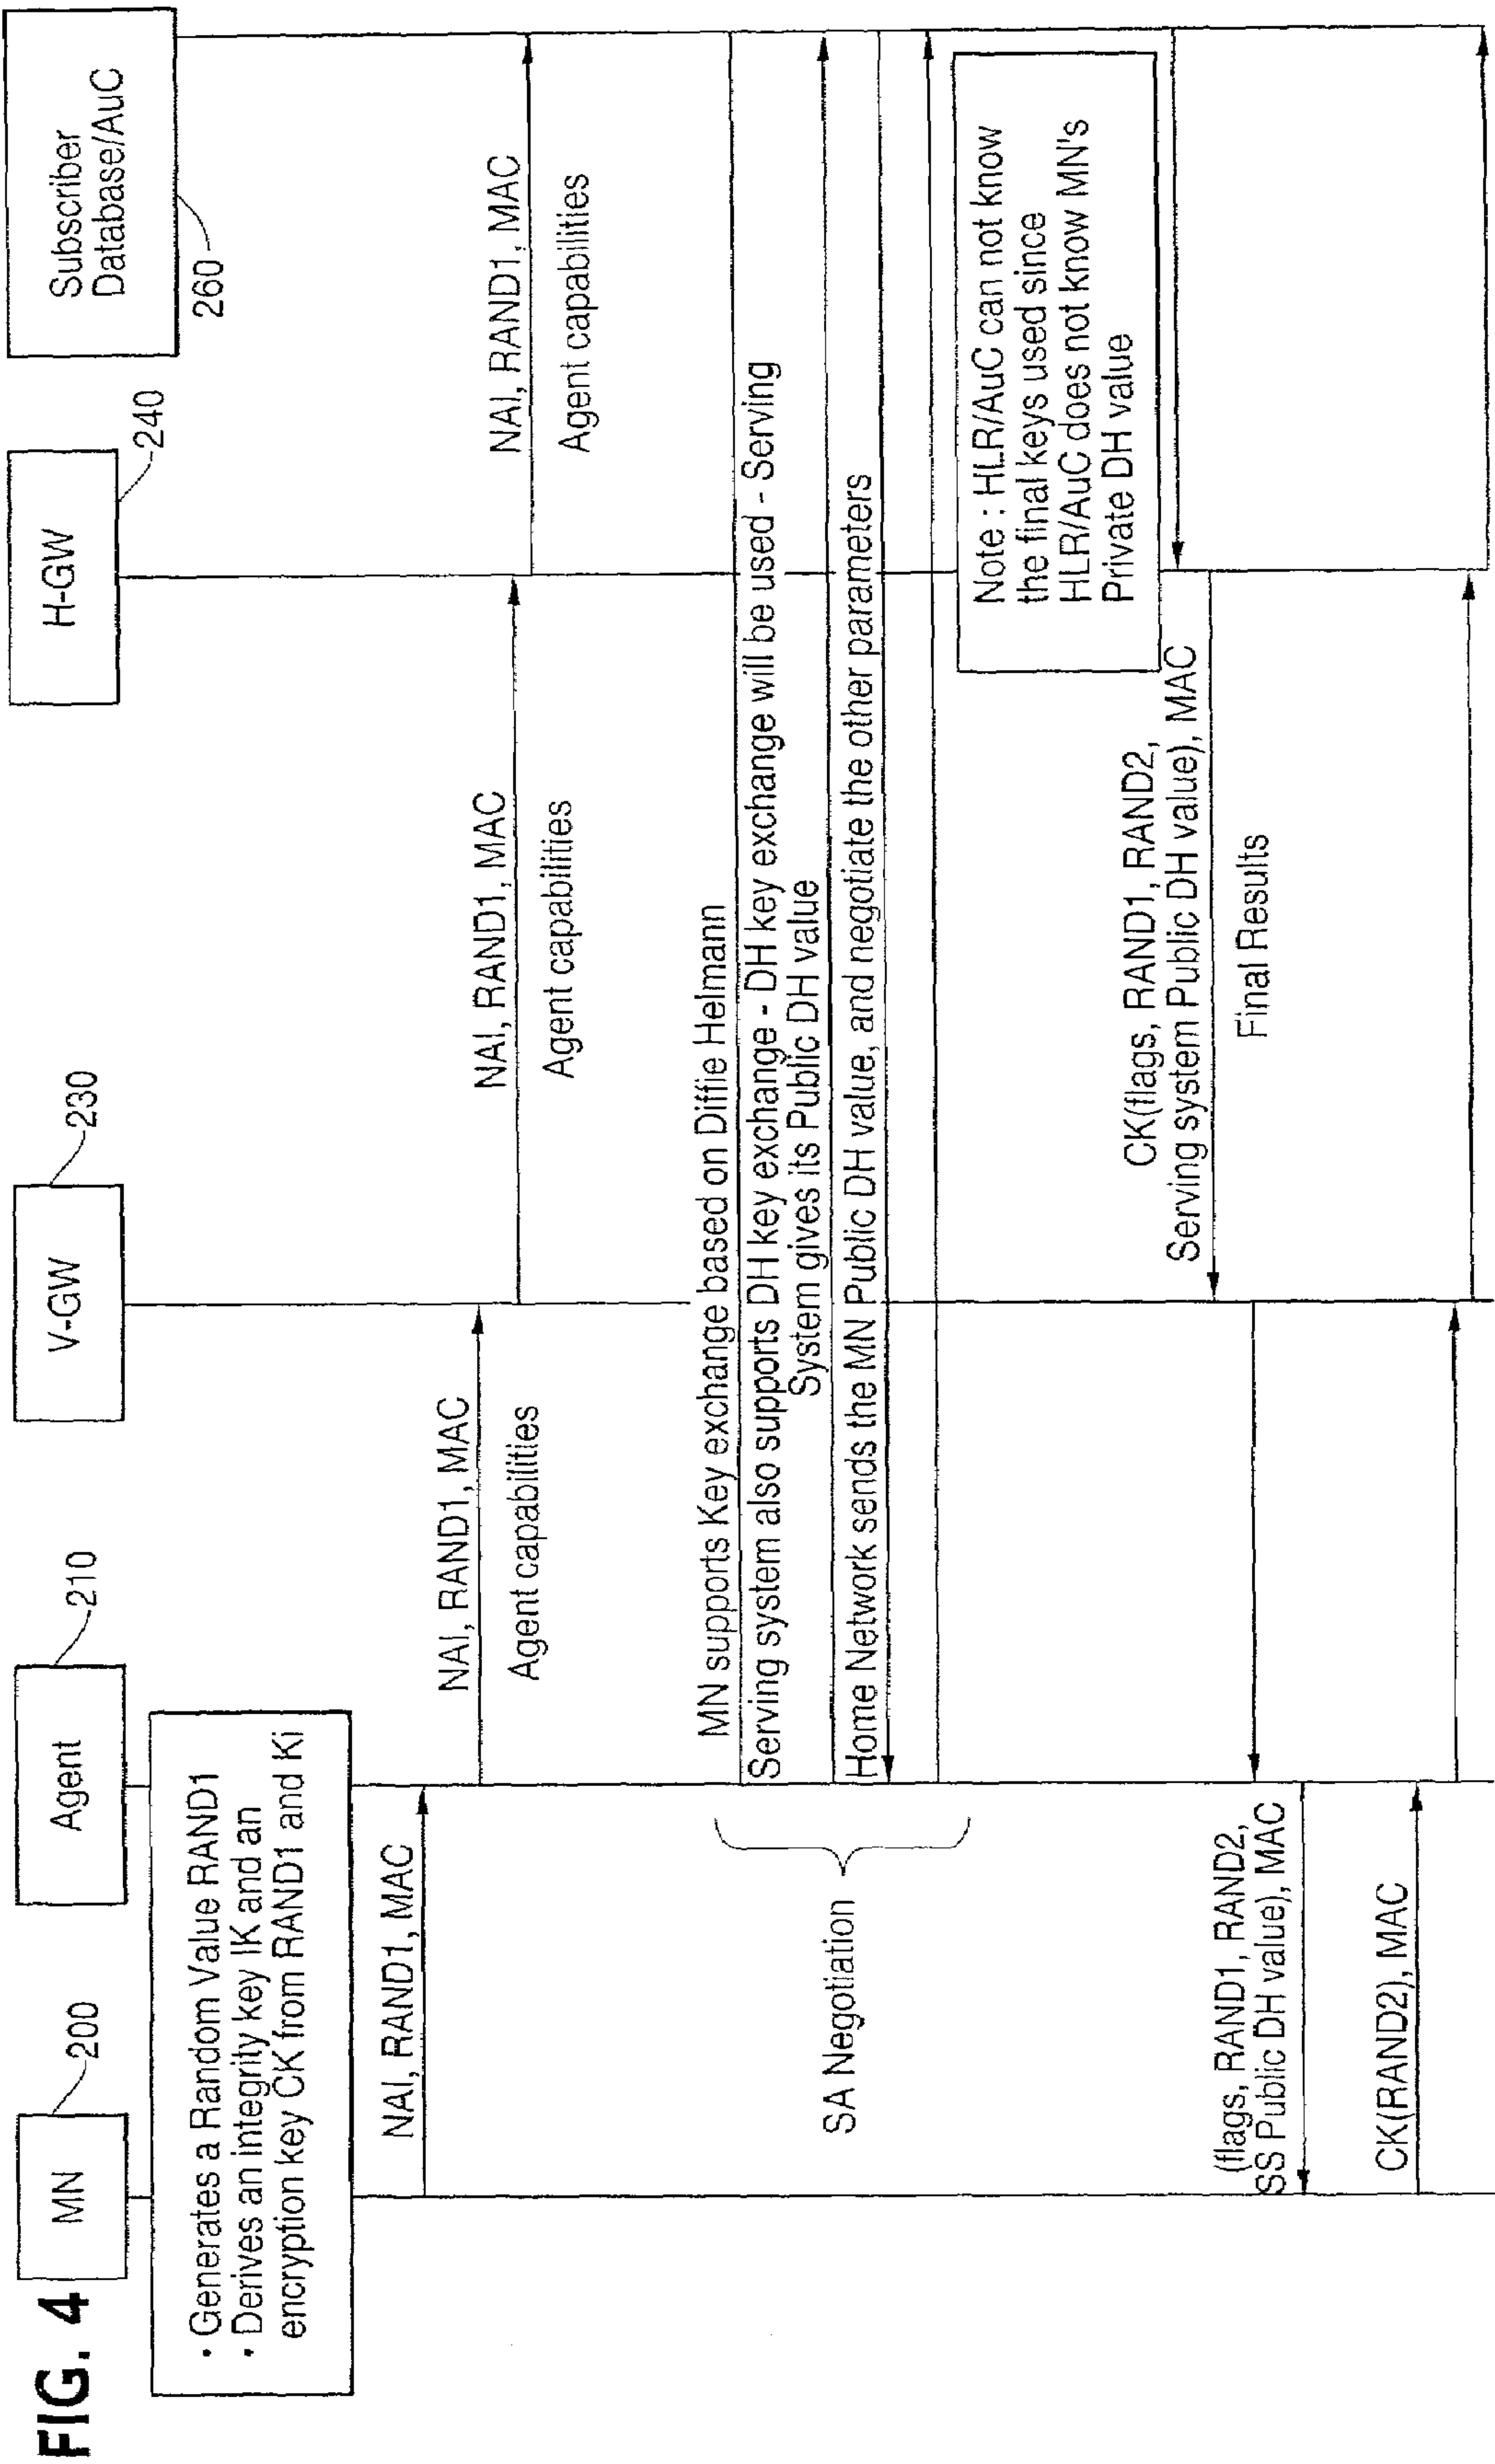 FIG. 4
MN
200
Agent
210
V-GW
230
H-GW
240
Subscriber
Database/AuC
260
· Generates a Random Value RAND1
· Derives an integrity key IK and an
encryption key CK from RAND1 and Ki
NAI, RAND1, MAC
NAI, RAND1, MAC
Agent capabilities
NAI, RAND1, MAC
Agent capabilities
NAI, RAND1, MAC
Agent capabilities
SA Negotiation
MN supports Key exchange based on Diffie Helmann
Serving system also supports DH key exchange - DH key exchange will be used - Serving
System gives its Public DH value
Home Network sends the MN Public DH value, and negotiate the other parameters
Note : HLR/AuC can not know
the final keys used since
HLR/AuC does not know MN's
Private DH value
CK(flags, RAND1, RAND2,
Serving system Public DH value), MAC
Final Results
(flags, RAND1, RAND2,
SS Public DH value), MAC
CK(RAND2), MAC